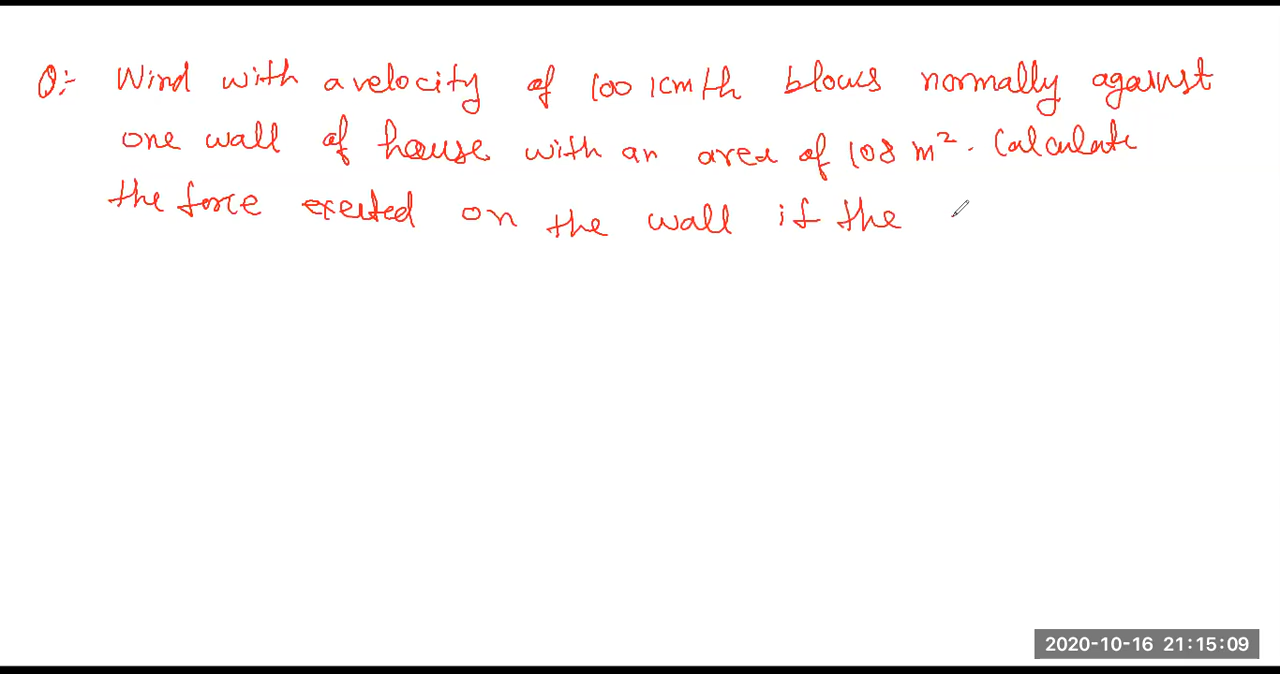 Q:- Wind with a velocity of 100 km/h blows normally against
one wall of house with an area of 108 m². Calculate
the force exerted on the wall if the
2020-10-16 21:15:09